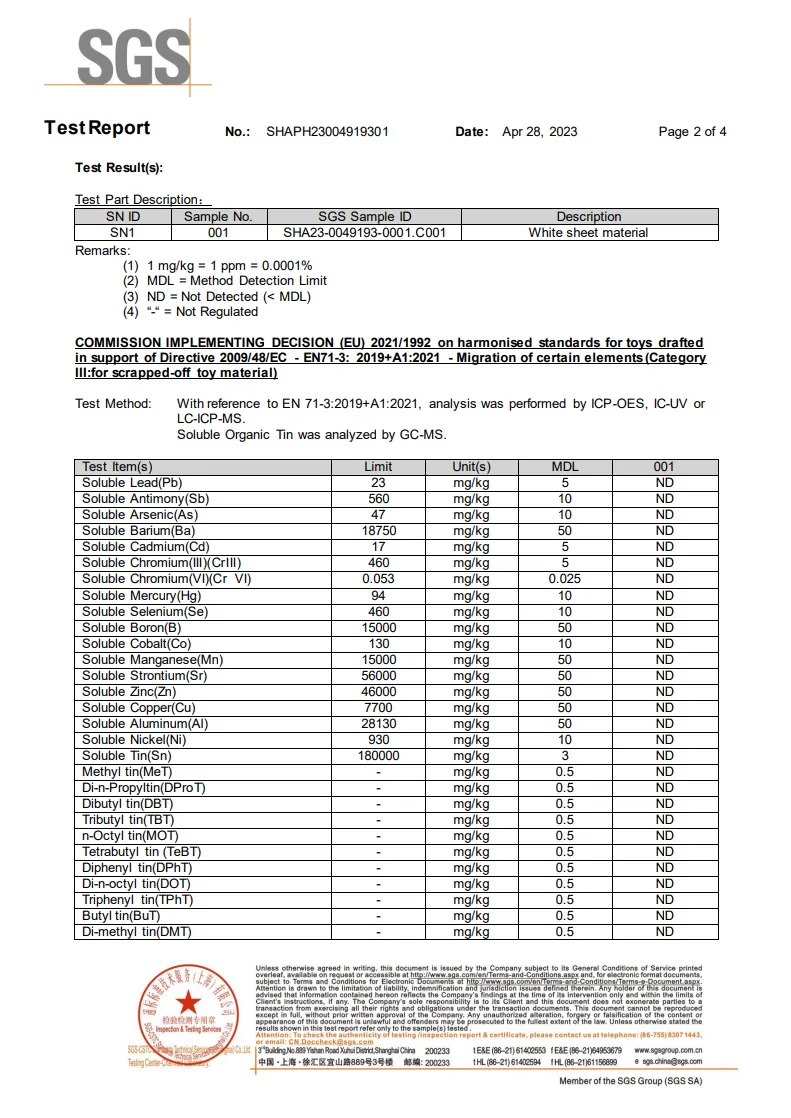 SGS
Test Report No.: SHAPH23004919301 Date: Apr 28, 2023 Page 2 of 4
Test Result(s):
Test Part Description:
SN ID Sample No. SGS Sample ID Description
SN1 001 SHA23-0049193-0001.C001 White sheet material
Remarks:
(1) 1 mg/kg = 1 ppm = 0.0001%
(2) MDL = Method Detection Limit
(3) ND = Not Detected (< MDL)
(4) “-“ = Not Regulated
COMMISSION IMPLEMENTING DECISION (EU) 2021/1992 on harmonised standards for toys drafted
in support of Directive 2009/48/EC - EN71-3: 2019+A1:2021 - Migration of certain elements (Category
III:for scrapped-off toy material)
Test Method: With reference to EN 71-3:2019+A1:2021, analysis was performed by ICP-OES, IC-UV or
LC-ICP-MS.
Soluble Organic Tin was analyzed by GC-MS.
Test Item(s) Limit Unit(s) MDL 001
Soluble Lead(Pb) 23 mg/kg 5 ND
Soluble Antimony(Sb) 560 mg/kg 10 ND
Soluble Arsenic(As) 47 mg/kg 10 ND
Soluble Barium(Ba) 18750 mg/kg 50 ND
Soluble Cadmium(Cd) 17 mg/kg 5 ND
Soluble Chromium(III)(CrIII) 460 mg/kg 5 ND
Soluble Chromium(VI)(Cr VI) 0.053 mg/kg 0.025 ND
Soluble Mercury(Hg) 94 mg/kg 10 ND
Soluble Selenium(Se) 460 mg/kg 10 ND
Soluble Boron(B) 15000 mg/kg 50 ND
Soluble Cobalt(Co) 130 mg/kg 10 ND
Soluble Manganese(Mn) 15000 mg/kg 50 ND
Soluble Strontium(Sr) 56000 mg/kg 50 ND
Soluble Zinc(Zn) 46000 mg/kg 50 ND
Soluble Copper(Cu) 7700 mg/kg 50 ND
Soluble Aluminum(Al) 28130 mg/kg 50 ND
Soluble Nickel(Ni) 930 mg/kg 10 ND
Soluble Tin(Sn) 180000 mg/kg 3 ND
Methyl tin(MeT) - mg/kg 0.5 ND
Di-n-Propyltin(DProT) - mg/kg 0.5 ND
Dibutyl tin(DBT) - mg/kg 0.5 ND
Tributyl tin(TBT) - mg/kg 0.5 ND
n-Octyl tin(MOT) - mg/kg 0.5 ND
Tetrabutyl tin (TeBT) - mg/kg 0.5 ND
Diphenyl tin(DPhT) - mg/kg 0.5 ND
Di-n-octyl tin(DOT) - mg/kg 0.5 ND
Triphenyl tin(TPhT) - mg/kg 0.5 ND
Butyl tin(BuT) - mg/kg 0.5 ND
Di-methyl tin(DMT) - mg/kg 0.5 ND
检验检测专用章
Inspection & Testing Services
Unless otherwise agreed in writing, this document is issued by the Company subject to its General Conditions of Service printed
overleaf, available on request or accessible at http://www.sgs.com/en/Terms-and-Conditions.aspx and, for electronic format documents,
subject to Terms and Conditions for Electronic Documents at http://www.sgs.com/en/Terms-and-Conditions/Terms-e-Document.aspx.
Attention is drawn to the limitation of liability, indemnification and jurisdiction issues defined therein. Any holder of this document is
advised that information contained hereon reflects the Company's findings at the time of its intervention only and within the limits of
Client's instructions, if any. The Company's sole responsibility is to its Client and this document does not exonerate parties to a
transaction from exercising all their rights and obligations under the transaction documents. This document cannot be reproduced
except in full, without prior written approval of the Company. Any unauthorized alteration, forgery or falsification of the content or
appearance of this document is unlawful and offenders may be prosecuted to the fullest extent of the law. Unless otherwise stated the
results shown in this test report refer only to the sample(s) tested .
Attention: To check the authenticity of testing /inspection report & certificate, please contact us at telephone: (86-755) 8307 1443,
or email: CN.Doccheck@sgs.com
3rd Building,No.889 Yishan Road Xuhui District,Shanghai China 200233 t E&E (86-21) 61402553 f E&E (86-21)64953679 www.sgsgroup.com.cn
中国·上海·徐汇区宜山路889号3号楼 邮编: 200233 t HL (86-21) 61402594 f HL (86-21)61156899 e sgs.china@sgs.com
Member of the SGS Group (SGS SA)